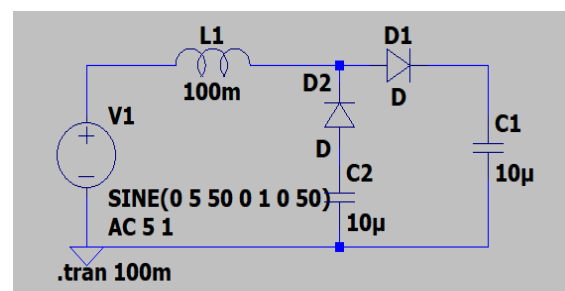 L1
100m
D1
D
D2
D
V1
C1
10µ
C2
10µ
SINE(0 5 50 0 1 0 50)
AC 5 1
.tran 100m